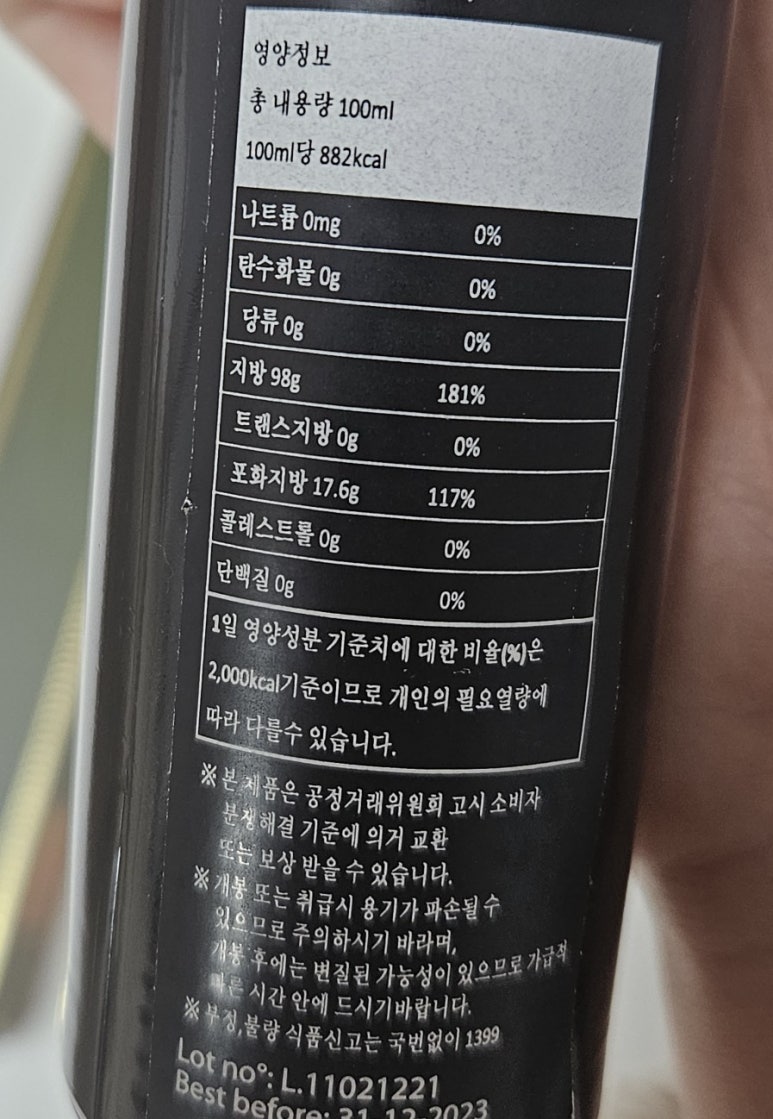 영양정보
총 내용량 100ml
100ml당 882kcal
나트륨 0mg 0%
탄수화물 0g 0%
당류 0g 0%
지방 98g 181%
트랜스지방 0g 0%
포화지방 17.6g 117%
콜레스트롤 0g 0%
단백질 0g 0%
1일 영양성분 기준치에 대한 비율(%)은
2,000kcal기준이므로 개인의 필요열량에
따라 다를수 있습니다.
※ 본 제품은 공정거래위원회 고시 소비자
분쟁해결 기준에 의거 교환
또는 보상 받을 수 있습니다.
※ 개봉 또는 취급시 용기가 파손될 수
있으므로 주의하시기 바라며,
개봉 후에는 변질된 가능성이 있으므로 가급적
빠른 시간 안에 드시기바랍니다.
※ 부정,불량 식품신고는 국번없이 1399
Lot no°: L.11021221
Best before: 31-12-2023